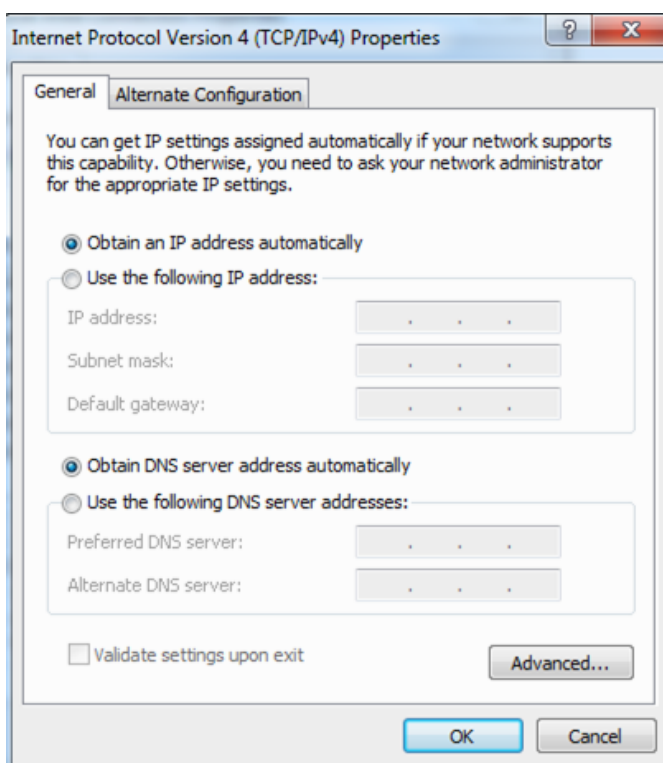 Internet Protocol Version 4 (TCP/IPv4) Properties
General
Alternate Configuration
You can get IP settings assigned automatically if your network supports
this capability. Otherwise, you need to ask your network administrator
for the appropriate IP settings.
Obtain an IP address automatically
Use the following IP address:
IP address:
Subnet mask:
Default gateway:
Obtain DNS server address automatically
Use the following DNS server addresses:
Preferred DNS server:
Alternate DNS server:
Validate settings upon exit
Advanced...
OK
Cancel